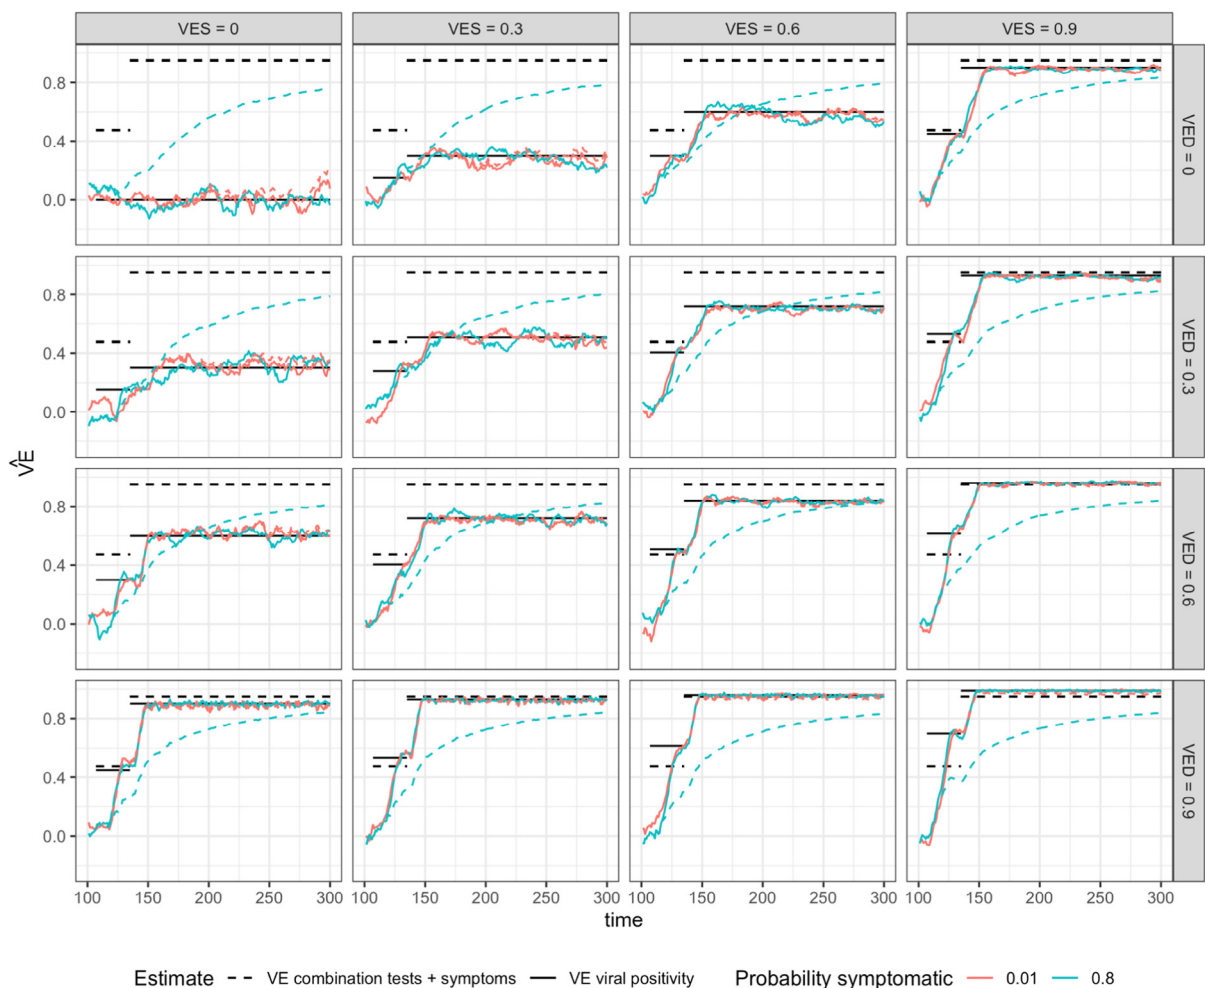 VES = 0 VES = 0.3 VES = 0.6 VES = 0.9
0.8
0.4
0.0
VED = 0
0.8
0.4
0.0
VED = 0.3
V̂E
0.8
0.4
0.0
VED = 0.6
0.8
0.4
0.0
VED = 0.9
100 150 200 250 300 100 150 200 250 300 100 150 200 250 300 100 150 200 250 300
time
Estimate VE combination tests + symptoms VE viral positivity Probability symptomatic 0.01 0.8